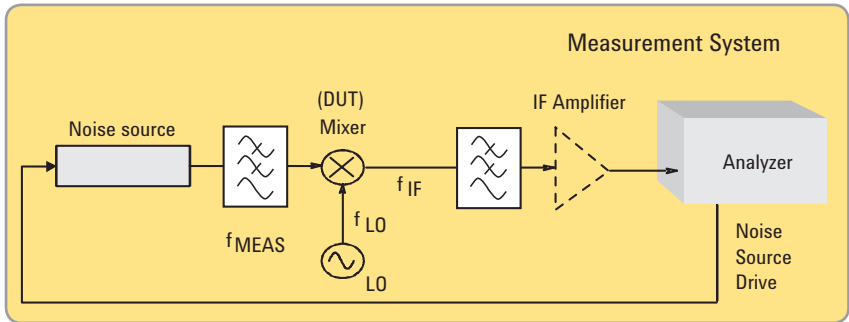 Measurement System
(DUT)
Mixer
IF Amplifier
Noise source
Analyzer
f IF
f LO
f MEAS
LO
Noise
Source
Drive